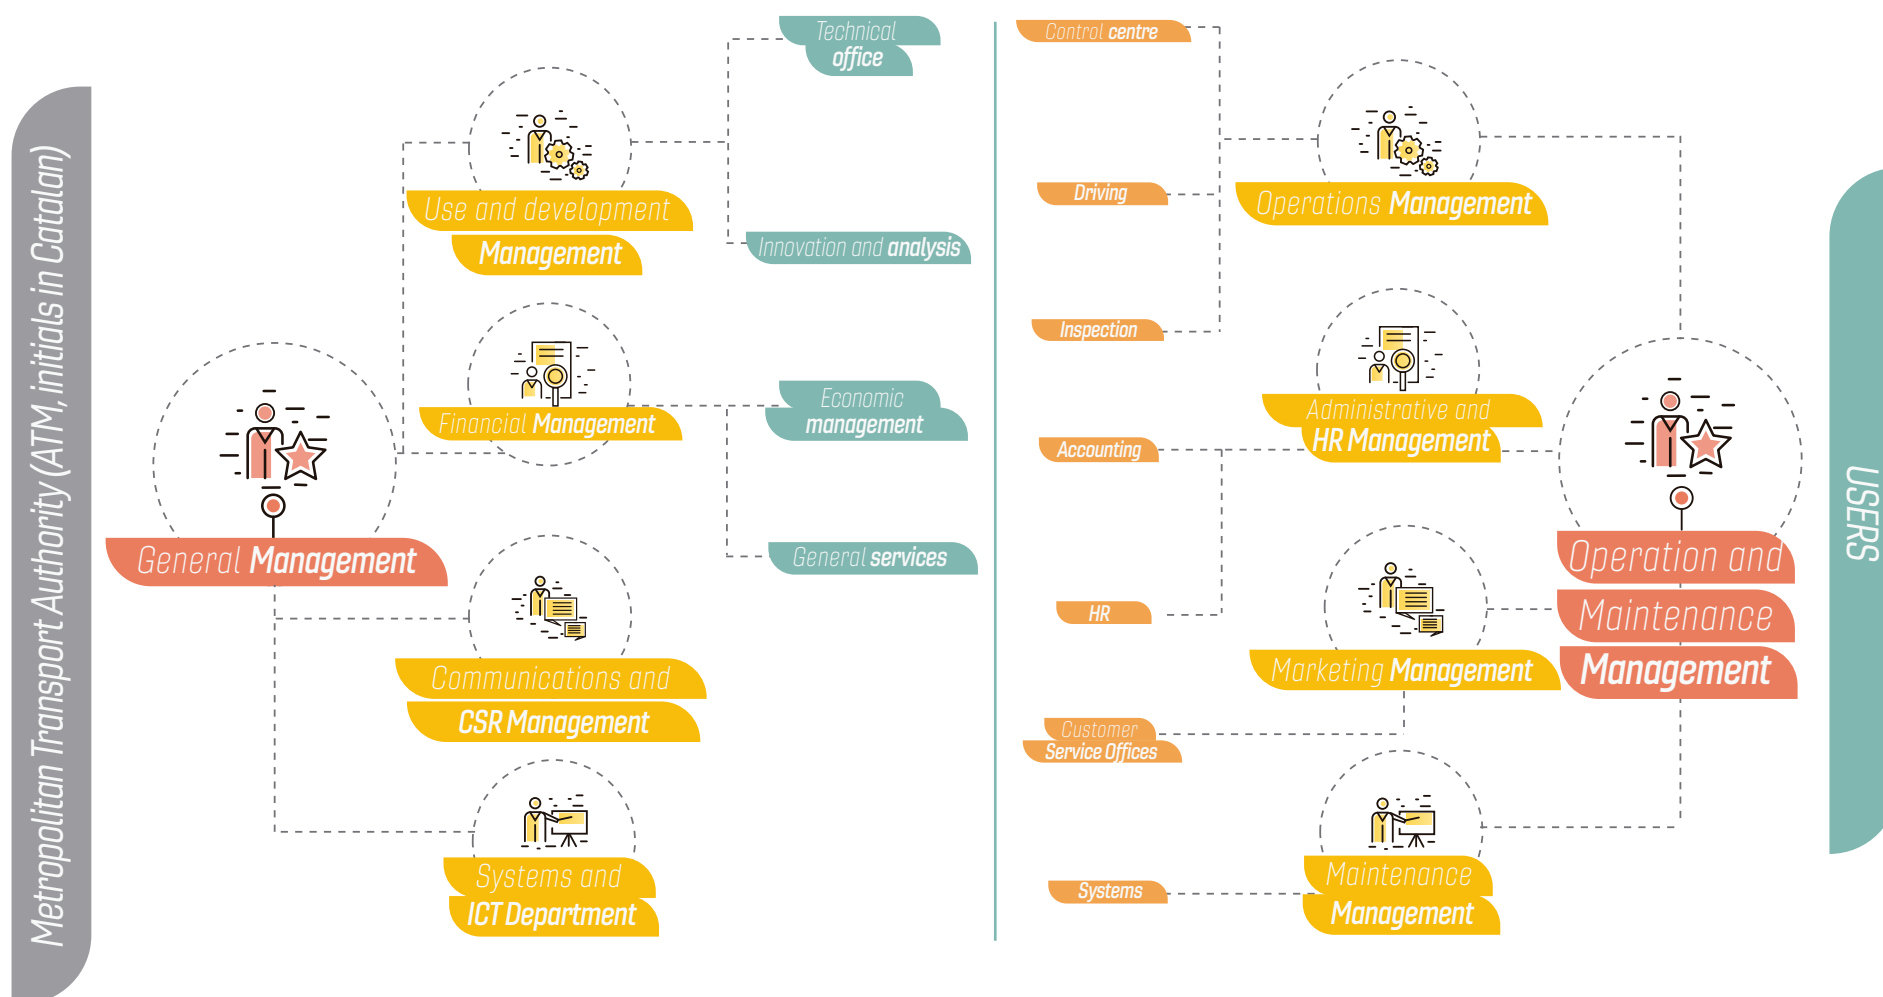 Metropolitan Transport Authority (ATM, initials in Catalan)
General Management
Use and development
Management
Technical
office
Innovation and analysis
Financial Management
Economic
management
General services
Communications and
CSR Management
Systems and
ICT Department
Control centre
Driving
Inspection
Operations Management
Accounting
HR
Administrative and
HR Management
Customer
Service Offices
Marketing Management
Systems
Maintenance
Management
Operation and
Maintenance
Management
USERS